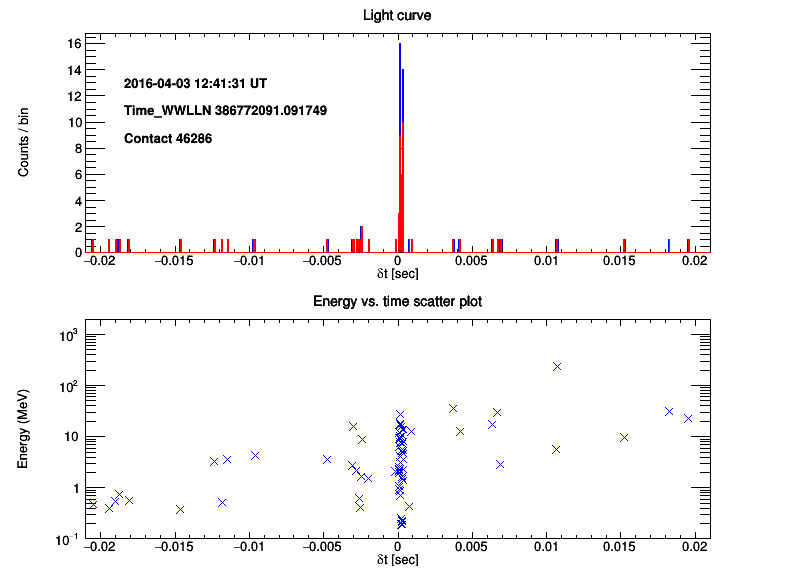 Light curve
Counts / bin
16
14
12
10
8
6
4
2
0
2016-04-03 12:41:31 UT
Time_WWLLN 386772091.091749
Contact 46286
−0.02 −0.015 −0.01 −0.005 0 0.005 0.01 0.015 0.02
δt [sec]
Energy vs. time scatter plot
Energy (MeV)
10³
10²
10
1
10⁻¹
−0.02 −0.015 −0.01 −0.005 0 0.005 0.01 0.015 0.02
δt [sec]